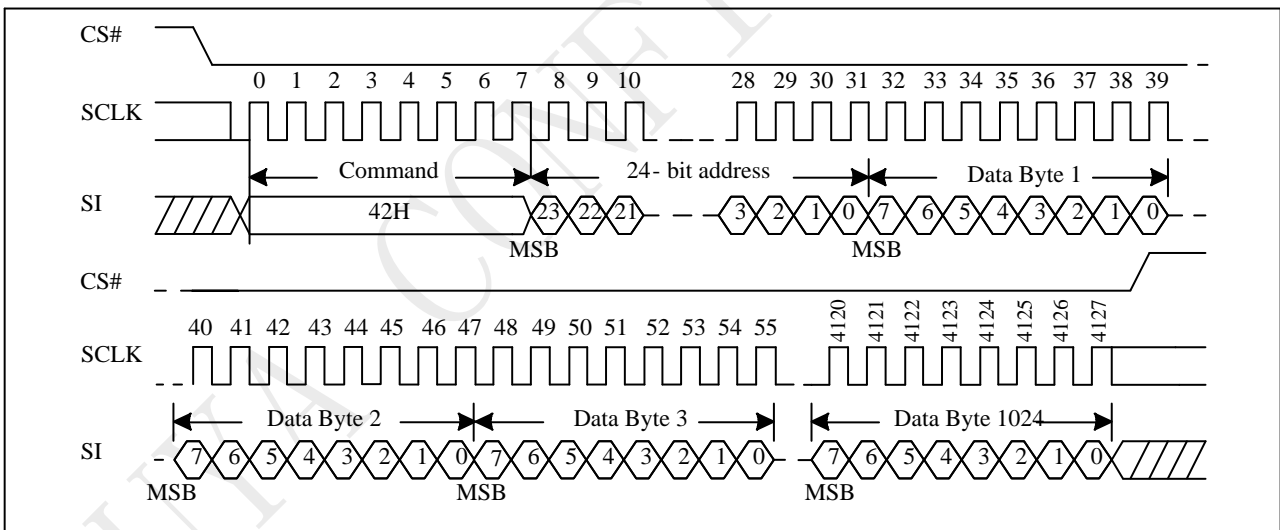 CS#
0 1 2 3 4 5 6 7 8 9 10 28 29 30 31 32 33 34 35 36 37 38 39
SCLK
Command 24- bit address Data Byte 1
SI 42H 23 22 21 3 2 1 0 7 6 5 4 3 2 1 0
MSB MSB
CS#
40 41 42 43 44 45 46 47 48 49 50 51 52 53 54 55 4120 4121 4122 4123 4124 4125 4126 4127
SCLK
Data Byte 2 Data Byte 3 Data Byte 1024
SI 7 6 5 4 3 2 1 0 7 6 5 4 3 2 1 0 7 6 5 4 3 2 1 0
MSB MSB MSB